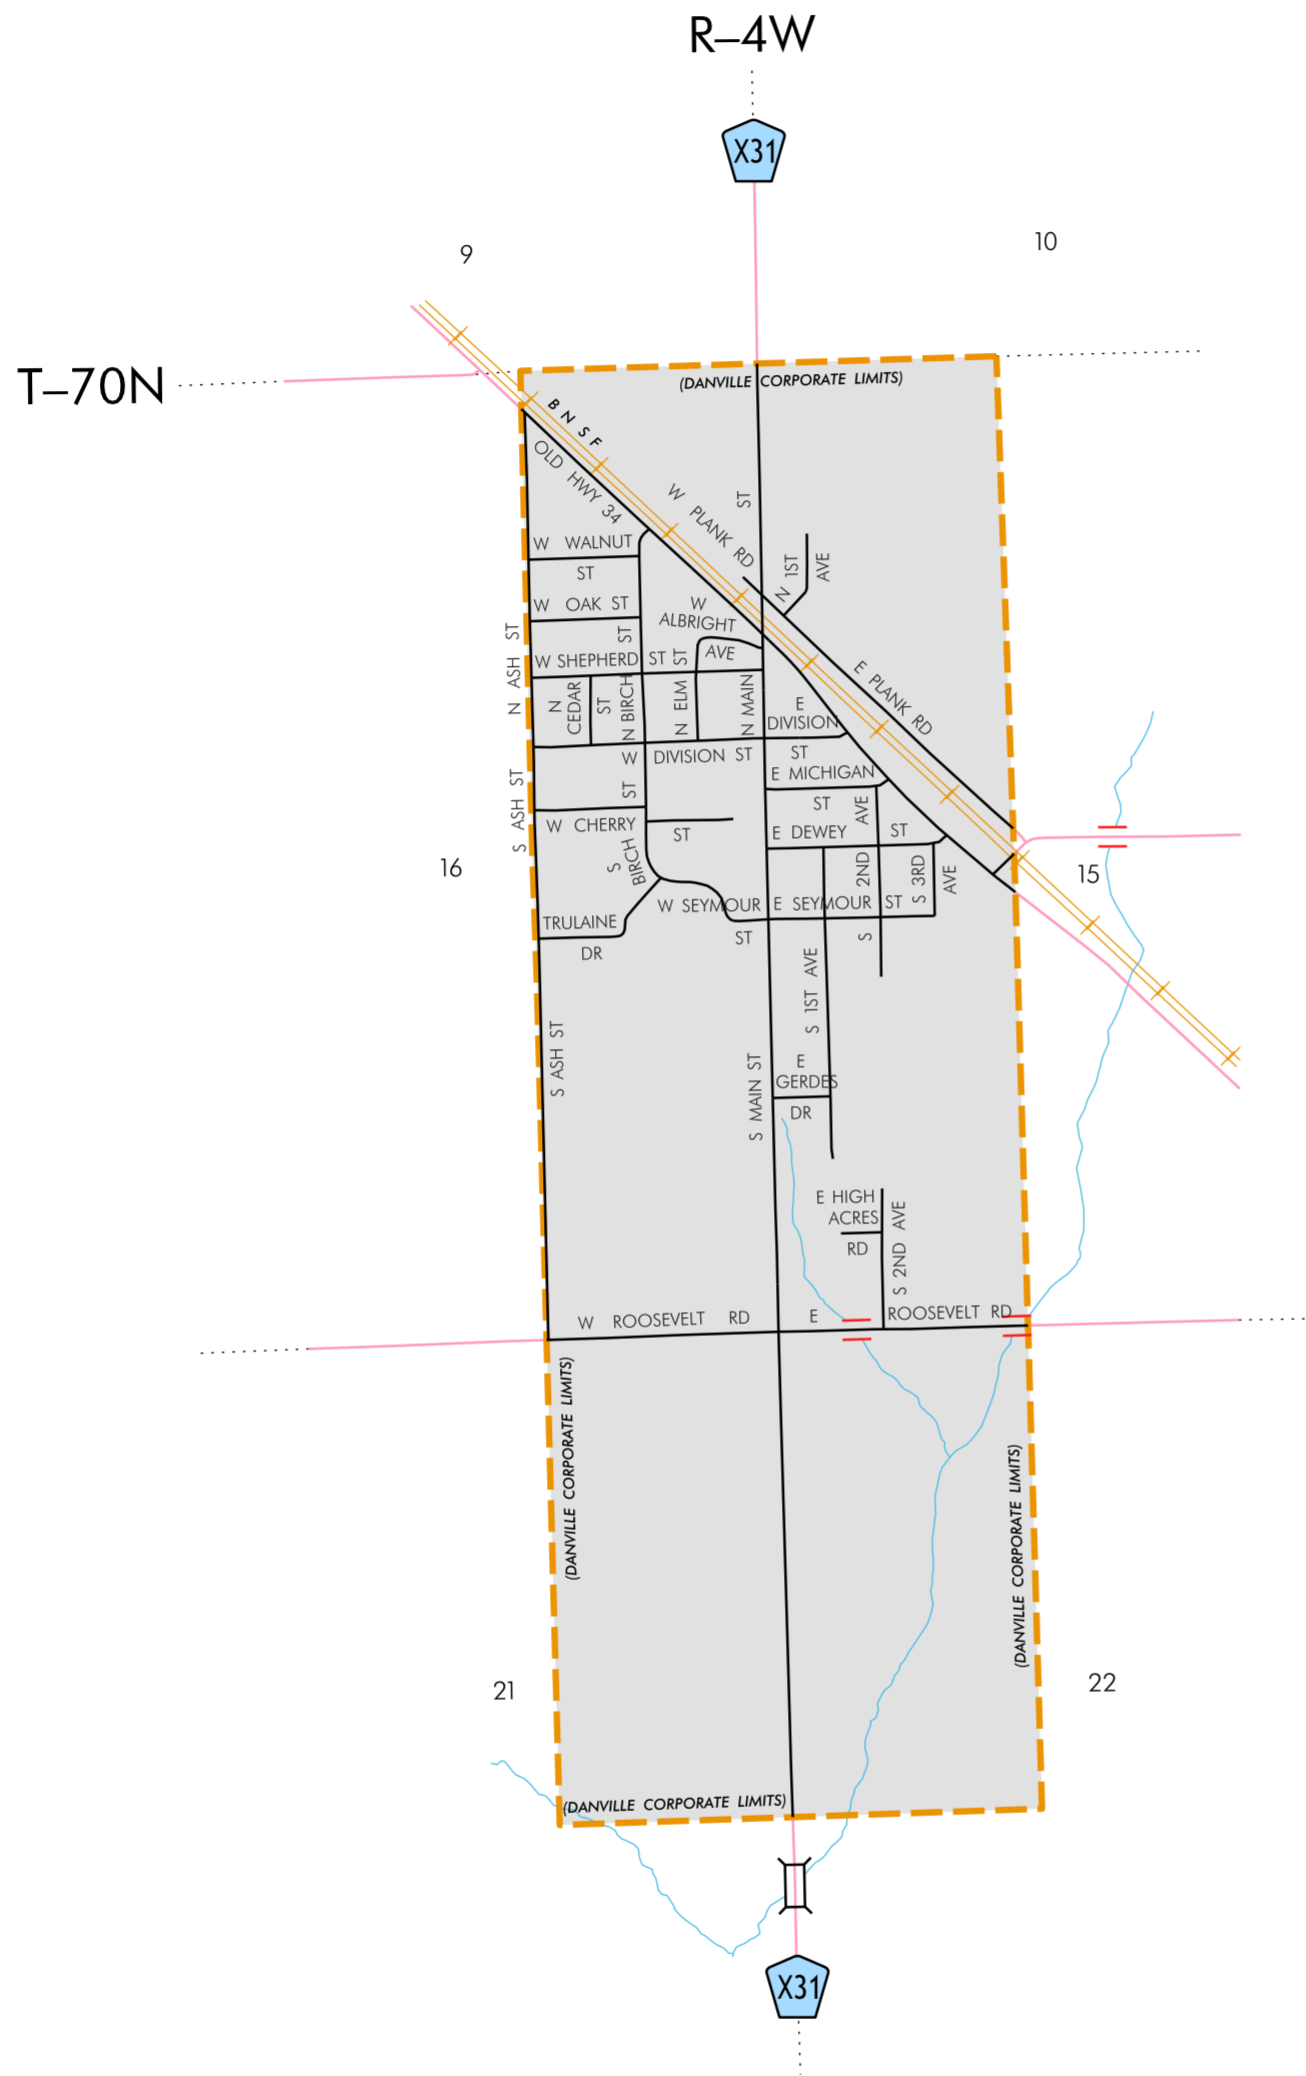 R–4W
X31
9
10
T–70N
(DANVILLE CORPORATE LIMITS)
B N S F
OLD HWY 34
W PLANK RD
ST
N 1ST
AVE
W WALNUT
ST
W OAK ST
W
ALBRIGHT
AVE
N ASH ST
ST
W SHEPHERD ST
ST
E PLANK RD
N
CEDAR
ST
N BIRCH
N ELM
N MAIN
E
DIVISION
ST
W DIVISION ST
S ASH ST
ST
E MICHIGAN
ST
AVE
W CHERRY
ST
E DEWEY ST
S
BIRCH
16
15
2ND
S
S 3RD
AVE
W SEYMOUR
ST
E SEYMOUR ST
TRULAINE
DR
S 1ST AVE
S ASH ST
S MAIN ST
E
GERDES
DR
E HIGH
ACRES
RD
S 2ND AVE
W ROOSEVELT RD
E ROOSEVELT RD
(DANVILLE CORPORATE LIMITS)
(DANVILLE CORPORATE LIMITS)
21
22
(DANVILLE CORPORATE LIMITS)
X31